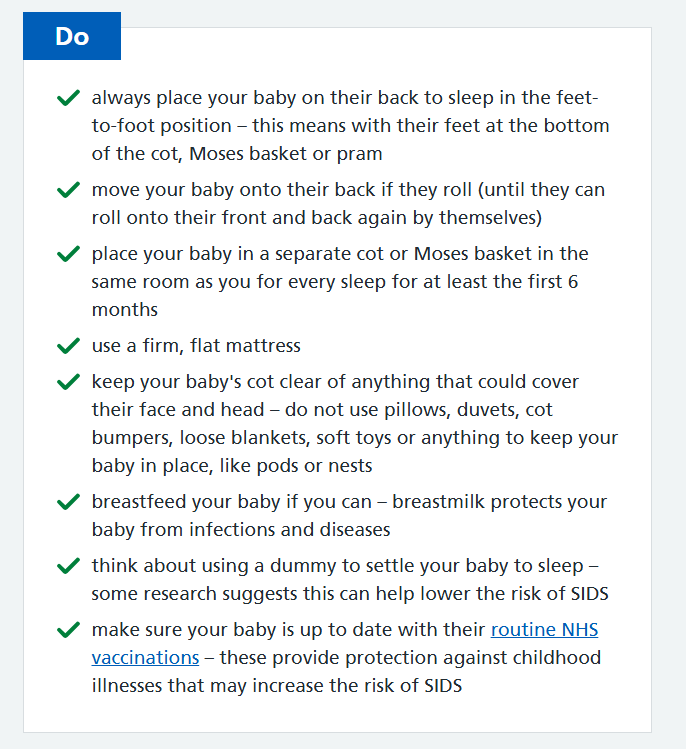 Do
always place your baby on their back to sleep in the feet-
to-foot position – this means with their feet at the bottom
of the cot, Moses basket or pram
move your baby onto their back if they roll (until they can
roll onto their front and back again by themselves)
place your baby in a separate cot or Moses basket in the
same room as you for every sleep for at least the first 6
months
use a firm, flat mattress
keep your baby's cot clear of anything that could cover
their face and head – do not use pillows, duvets, cot
bumpers, loose blankets, soft toys or anything to keep your
baby in place, like pods or nests
breastfeed your baby if you can – breastmilk protects your
baby from infections and diseases
think about using a dummy to settle your baby to sleep –
some research suggests this can help lower the risk of SIDS
make sure your baby is up to date with their routine NHS
vaccinations – these provide protection against childhood
illnesses that may increase the risk of SIDS